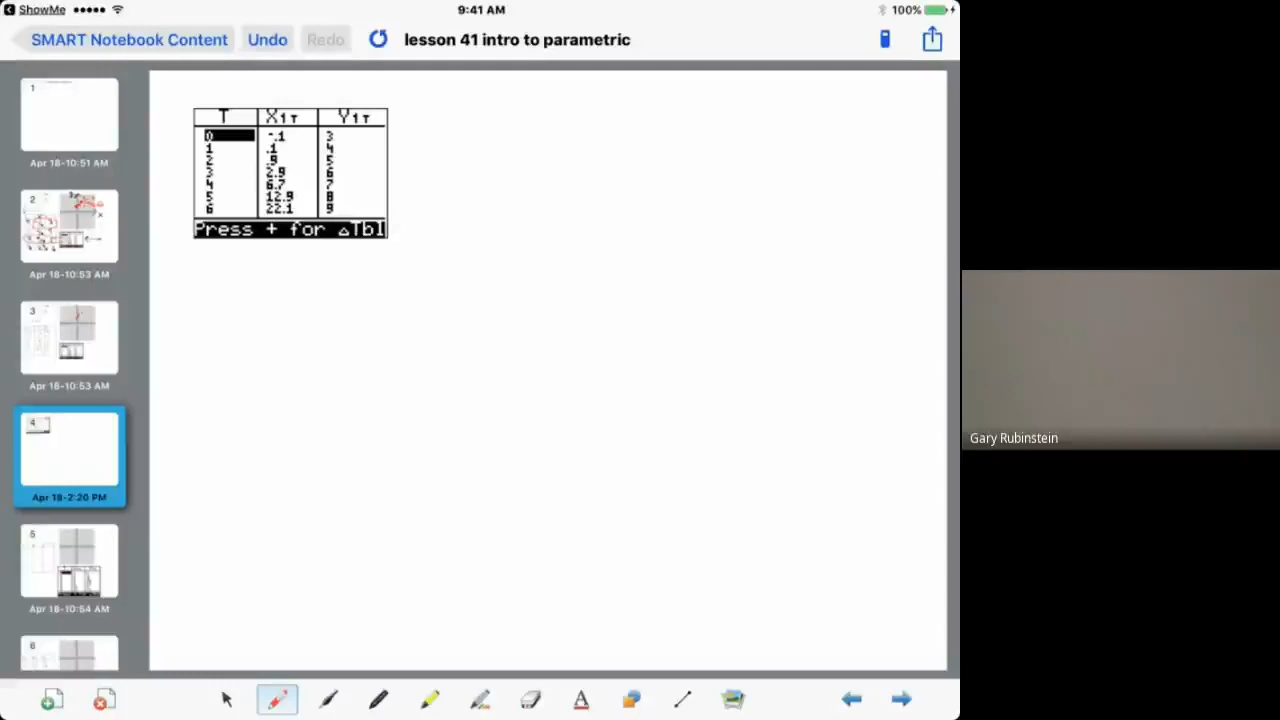 ShowMe
9:41 AM
100%
SMART Notebook Content
Undo
Redo
lesson 41 intro to parametric
1
Apr 18-10:51 AM
2
Apr 18-10:53 AM
3
Apr 18-10:53 AM
4
Apr 18-2:20 PM
5
Apr 18-10:54 AM
6
T X1T Y1T
0 -.1 3
1 .1 4
2 .9 5
3 2.9 6
4 6.7 7
5 12.9 8
6 22.1 9
Press + for △Tbl
Gary Rubinstein
A